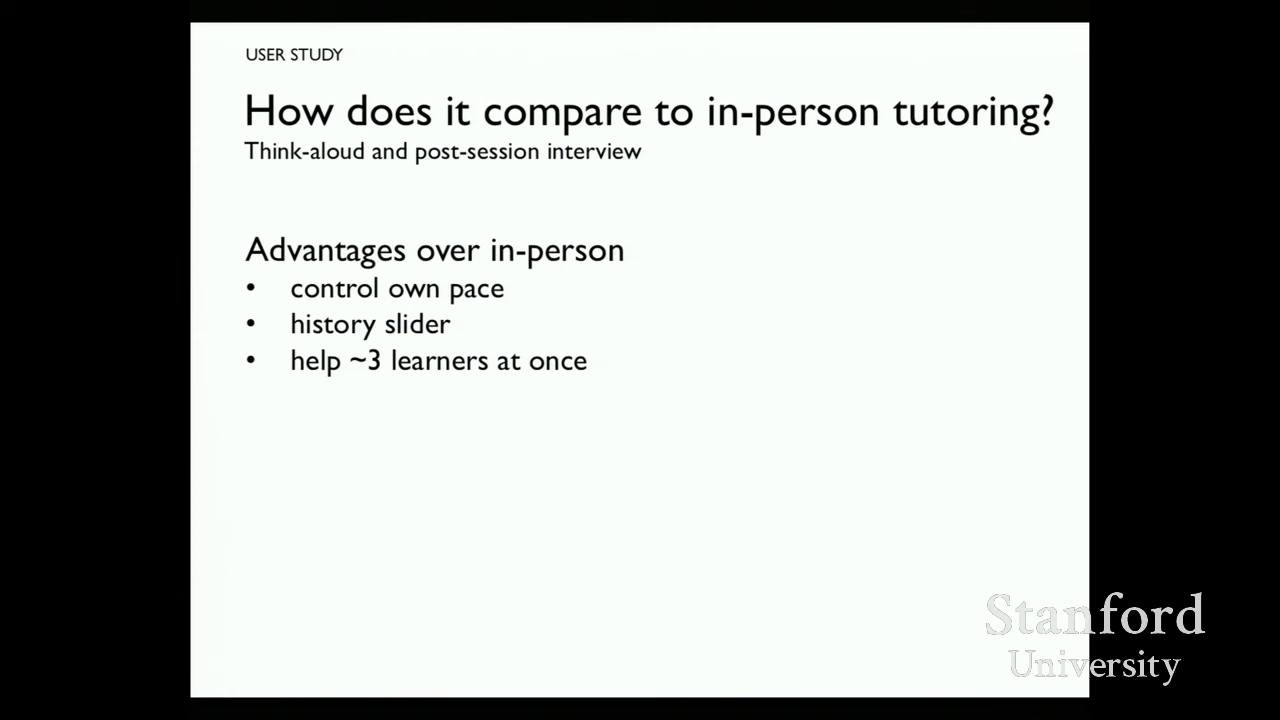 USER STUDY
How does it compare to in-person tutoring?
Think-aloud and post-session interview
Advantages over in-person
• control own pace
• history slider
• help ~3 learners at once
Stanford
University